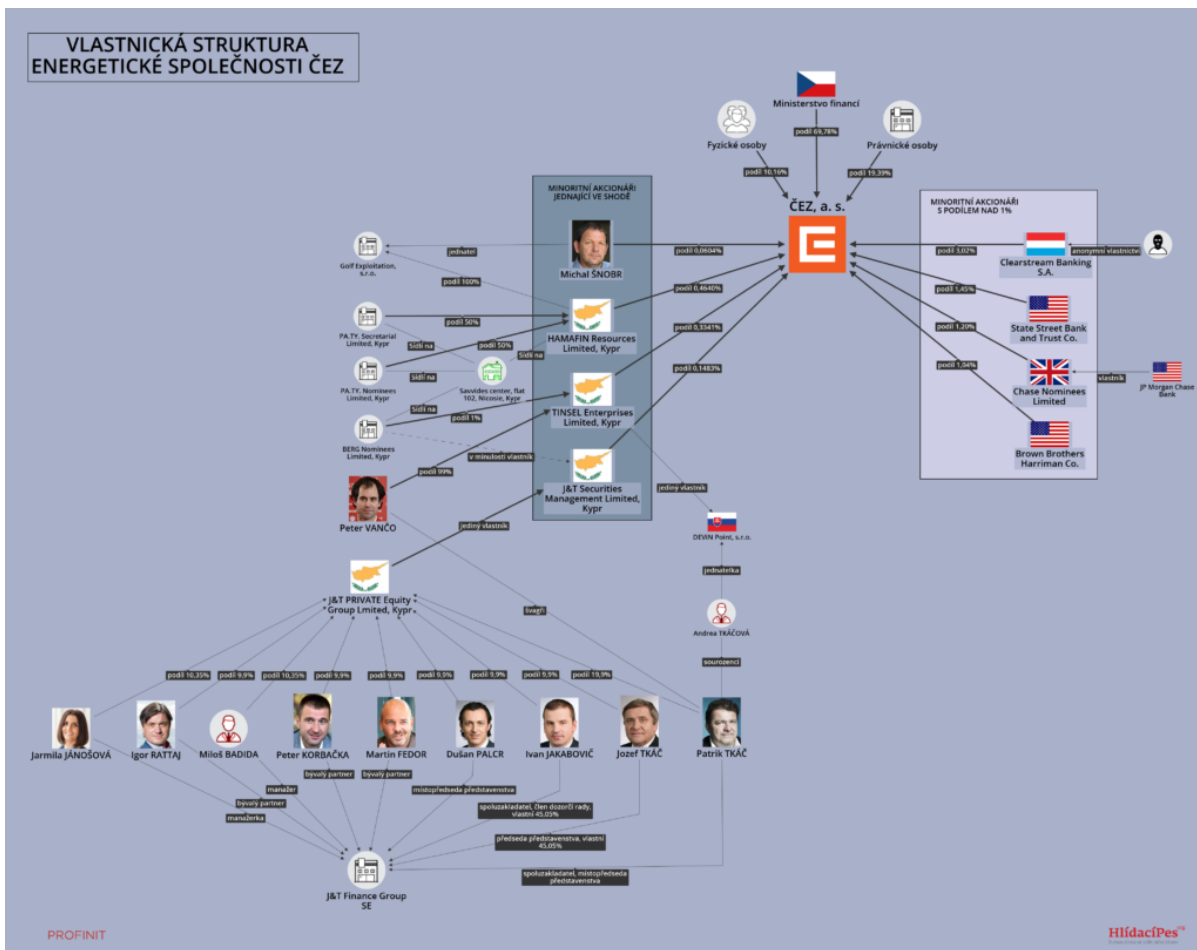 VLASTNICKÁ STRUKTURA
ENERGETICKÉ SPOLEČNOSTI ČEZ
Ministerstvo financí
Fyzické osoby
Právnické osoby
podíl 69,78%
podíl 10,16%
podíl 19,39%
MINORITNÍ AKCIONÁŘI
JEDNAJÍCÍ VE SHODĚ
ČEZ, a. s.
MINORITNÍ AKCIONÁŘI
S PODÍLEM NAD 1%
jednatel
Golf Exploitation,
s.r.o.
podíl 100%
Michal ŠNOBR
podíl 0,0604%
podíl 3,02%
anonymní vlastnictví
Clearstream Banking
S.A.
podíl 0,4640%
podíl 1,45%
PA.TY. Secretarial
Limited, Kypr
podíl 50%
HAMAFIN Resources
Limited, Kypr
podíl 0,3341%
podíl 1,20%
State Street Bank
and Trust Co.
Sídlí na
podíl 50%
Sídlí na
PA.TY. Nominees
Limited, Kypr
Sídlí na
Savvides center, flat
102, Nicosie, Kypr
podíl 0,1483%
podíl 1,04%
vlastník
JP Morgan Chase
Bank
Chase Nominees
Limited
Sídlí na
podíl 1%
TINSEL Enterprises
Limited, Kypr
BERG Nominees
Limited, Kypr
v minulosti vlastník
podíl 99%
Brown Brothers
Harriman Co.
J&T Securities
Management Limited,
Kypr
jediný vlastník
Peter VANČO
jediný vlastník
DEVIN Point, s.r.o.
jednatelka
J&T PRIVATE Equity
Group Lmited, Kypr
švagři
Andrea TKÁČOVÁ
sourozenci
podíl 10,35%
podíl 9,9%
podíl 10,35%
podíl 9,9%
podíl 9,9%
podíl 9,9%
podíl 9,9%
podíl 9,9%
podíl 19,9%
Jarmila JÁNOŠOVÁ
Igor RATTAJ
Miloš BADIDA
Peter KORBAČKA
Martin FEDOR
Dušan PALCR
Ivan JAKABOVIČ
Jozef TKÁČ
Patrik TKÁČ
bývalý partner
bývalý partner
manažer
místopředseda představenstva
bývalý partner
manažerka
spoluzakladatel, člen dozorčí rady,
vlastní 45,05%
předseda představenstva, vlastní
45,05%
spoluzakladatel, místopředseda
představenstva
J&T Finance Group
SE
PROFINIT
HlídacíPes